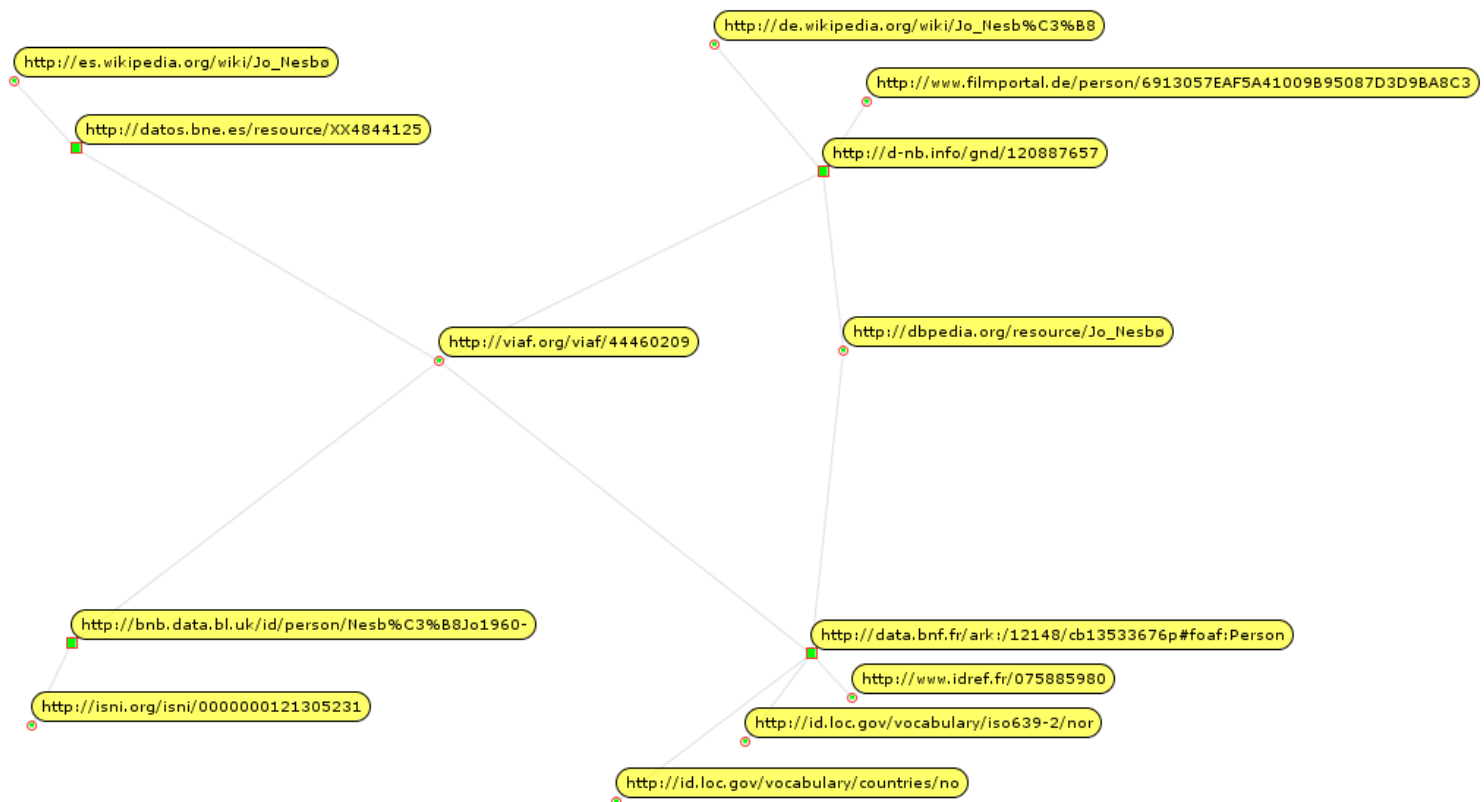 http://de.wikipedia.org/wiki/Jo_Nesb%C3%B8
http://es.wikipedia.org/wiki/Jo_Nesbø
http://www.filmportal.de/person/6913057EAF5A41009B95087D3D9BA8C3
http://datos.bne.es/resource/XX4844125
http://d-nb.info/gnd/120887657
http://dbpedia.org/resource/Jo_Nesbø
http://viaf.org/viaf/44460209
http://bnb.data.bl.uk/id/person/Nesb%C3%B8Jo1960-
http://data.bnf.fr/ark:/12148/cb13533676p#foaf:Person
http://www.idref.fr/075885980
http://isni.org/isni/0000000121305231
http://id.loc.gov/vocabulary/iso639-2/nor
http://id.loc.gov/vocabulary/countries/no